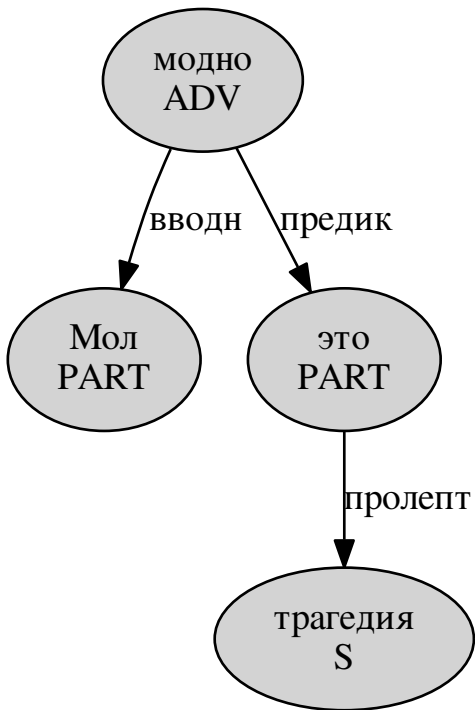 модно
ADV
вводн
предик
Мол
PART
это
PART
пролепт
трагедия
S